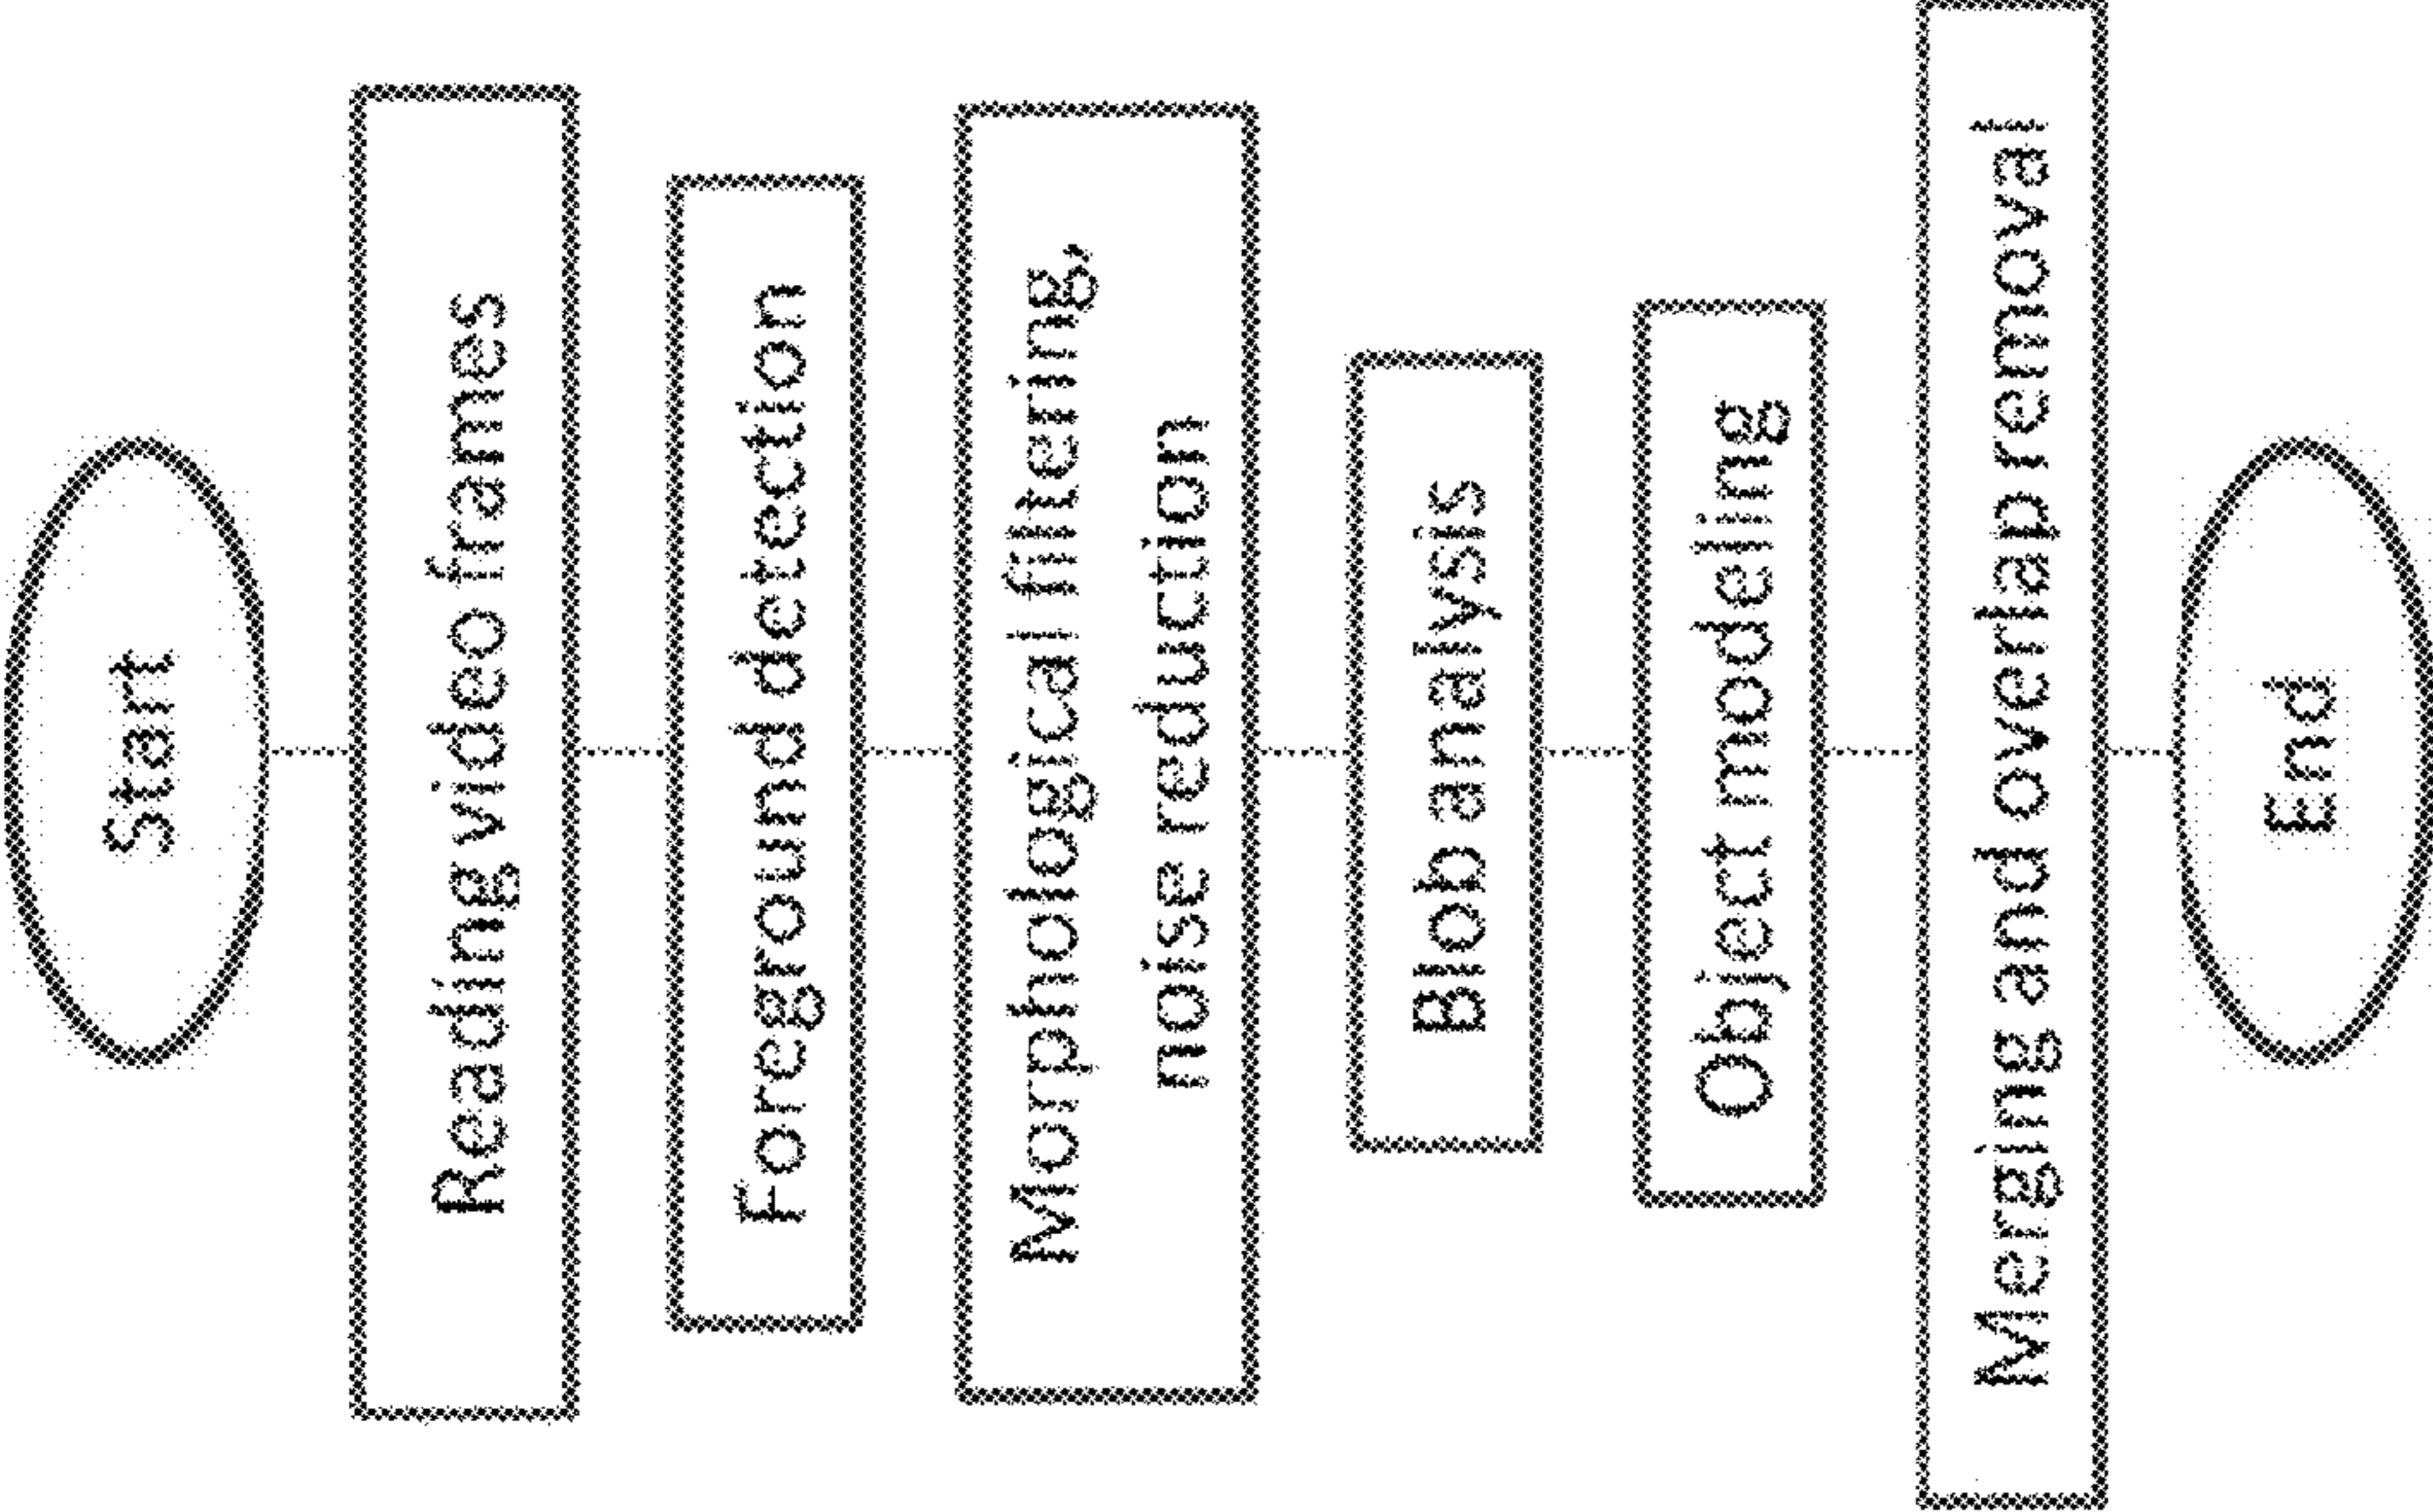 Start
Reading video frames
Foreground detection
Morphological filtering,
noise reduction
Blob analysis
Object modeling
Merging and overlap removal
End